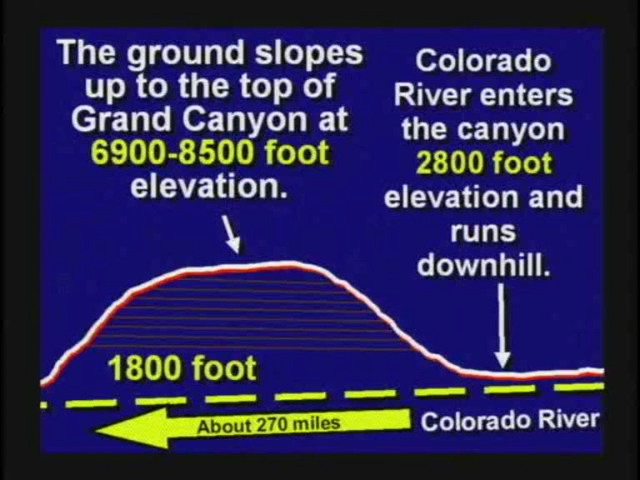 The ground slopes
up to the top of
Grand Canyon at
6900-8500 foot
elevation.
Colorado
River enters
the canyon
2800 foot
elevation and
runs
downhill.
1800 foot
About 270 miles
Colorado River